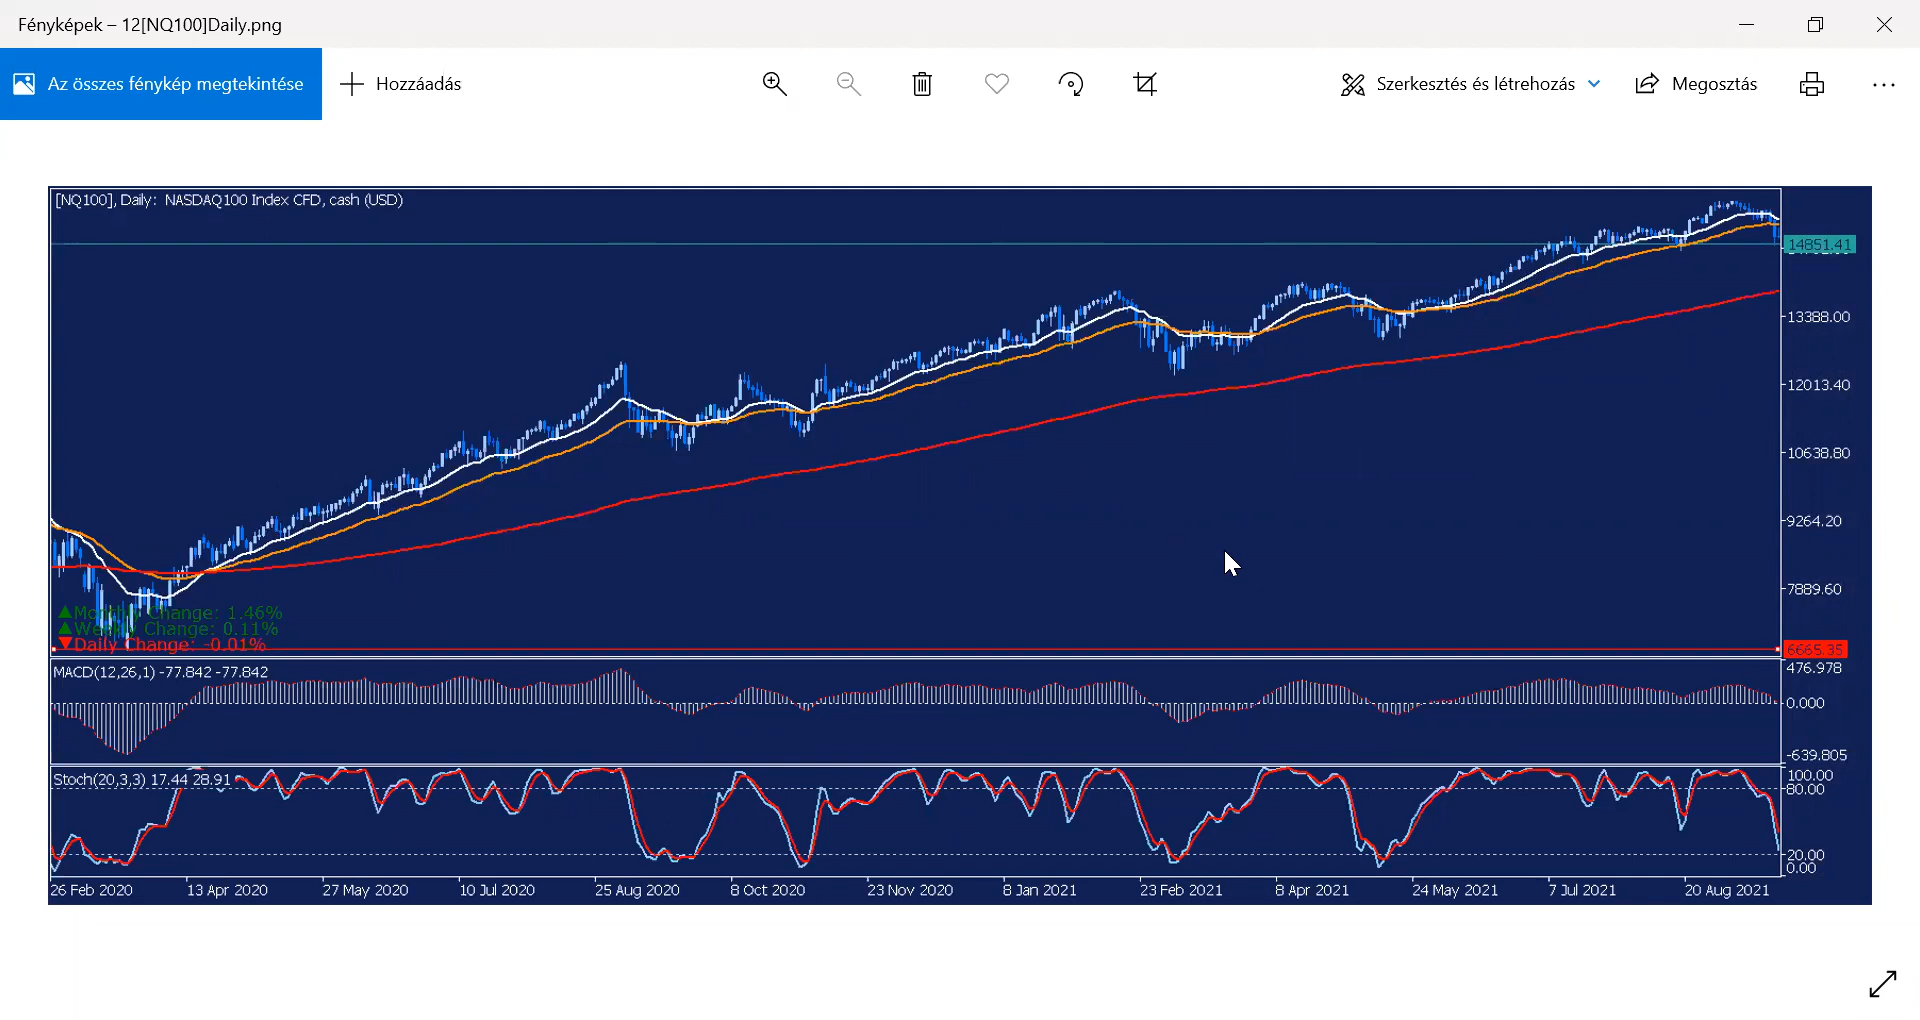 Fényképek – 12[NQ100]Daily.png
Az összes fénykép megtekintése
Hozzáadás
Szerkesztés és létrehozás
Megosztás
[NQ100], Daily: NASDAQ100 Index CFD, cash (USD)
14851.41
13388.00
12013.40
10638.80
9264.20
7889.60
▲Monthly Change: 1.46%
▲Weekly Change: 0.11%
▼Daily Change: -0.01%
6665.35
MACD(12,26,1) -77.842 -77.842
476.978
0.000
-639.805
Stoch(20,3,3) 17.44 28.91
100.00
80.00
20.00
0.00
26 Feb 2020 13 Apr 2020 27 May 2020 10 Jul 2020 25 Aug 2020 8 Oct 2020 23 Nov 2020 8 Jan 2021 23 Feb 2021 8 Apr 2021 24 May 2021 7 Jul 2021 20 Aug 2021